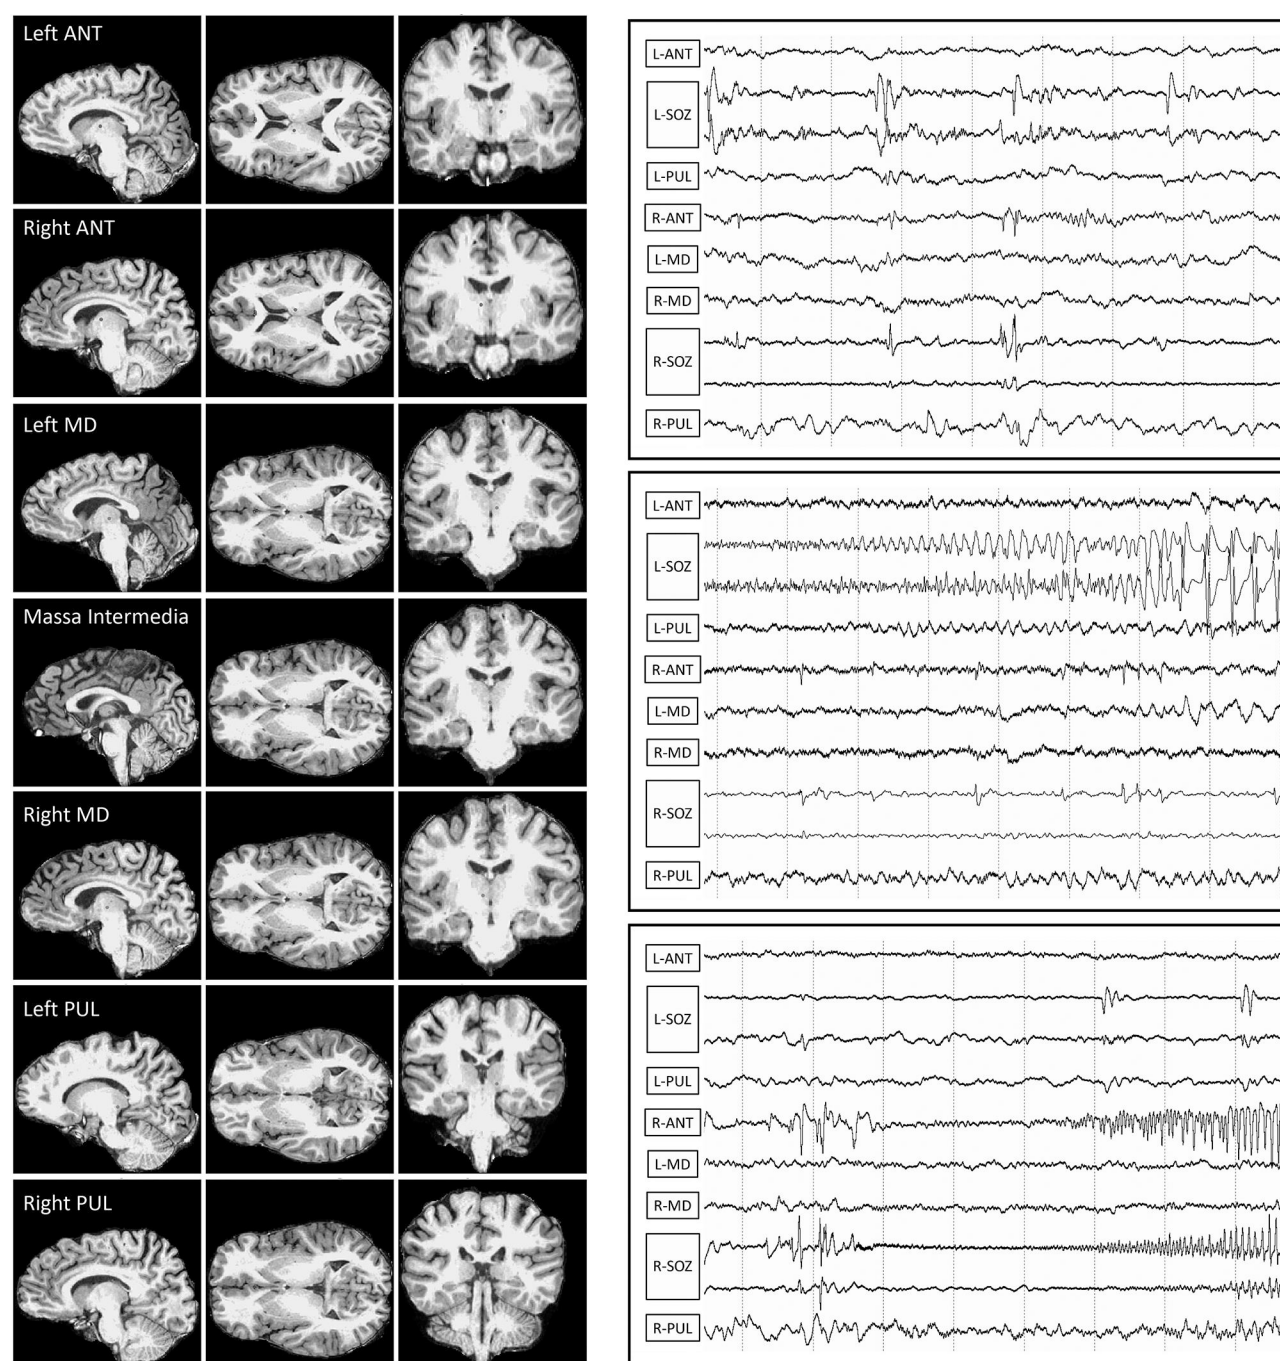 Left ANT
Right ANT
Left MD
Massa Intermedia
Right MD
Left PUL
Right PUL
L-ANT
L-SOZ
L-PUL
R-ANT
L-MD
R-MD
R-SOZ
R-PUL
L-ANT
L-SOZ
L-PUL
R-ANT
L-MD
R-MD
R-SOZ
R-PUL
L-ANT
L-SOZ
L-PUL
R-ANT
L-MD
R-MD
R-SOZ
R-PUL